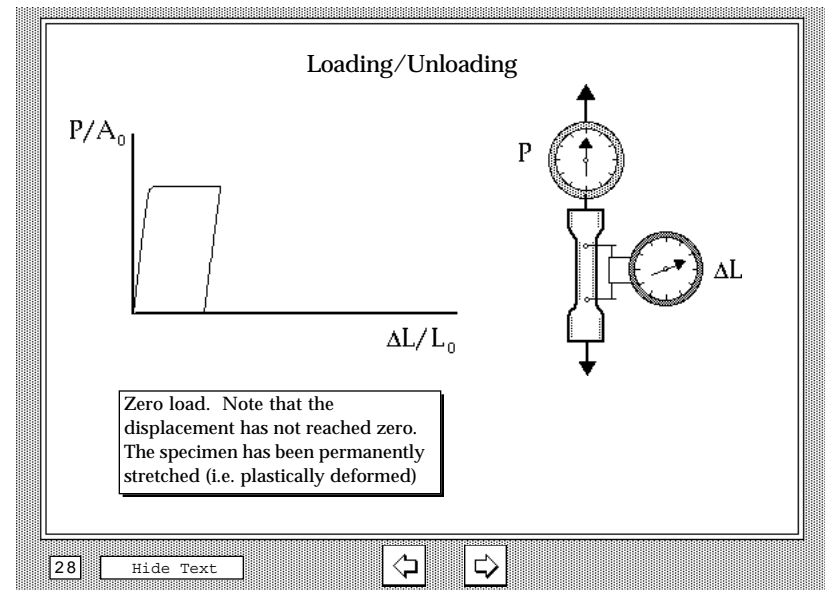 Loading/Unloading
P/A₀
P
ΔL
ΔL/L₀
Zero load.  Note that the
displacement has not reached zero.
The specimen has been permanently
stretched (i.e. plastically deformed)
28
Hide Text